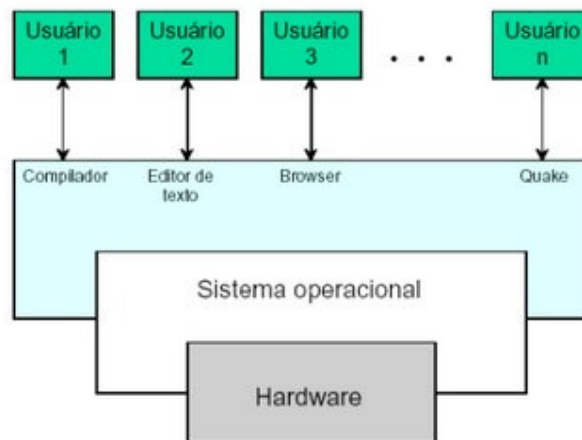 Usuário
1
Usuário
2
Usuário
3
. . .
Usuário
n
Compilador
Editor de
texto
Browser
Quake
Sistema operacional
Hardware